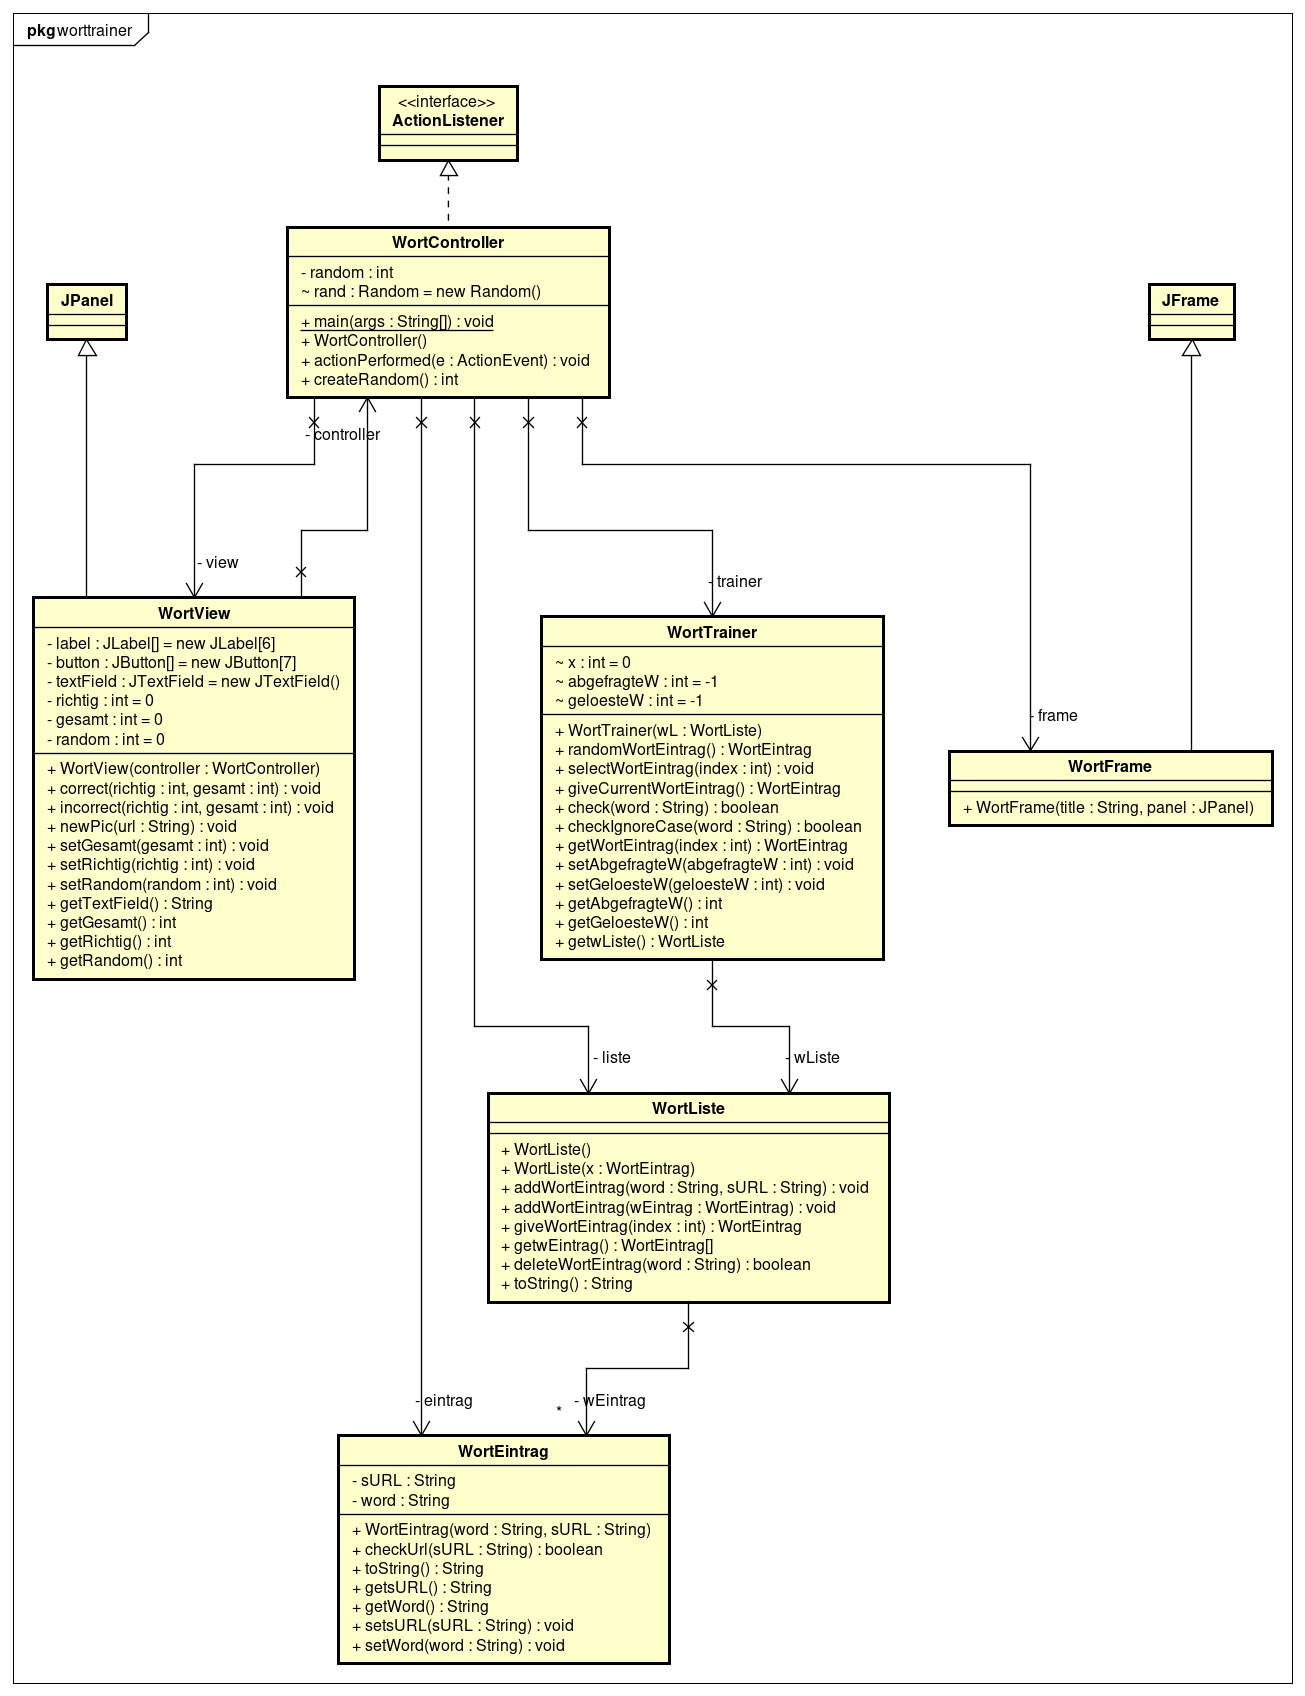 pkg worttrainer
<<interface>>
ActionListener
WortController
- random : int
~ rand : Random = new Random()
+ main(args : String[]) : void
+ WortController()
+ actionPerformed(e : ActionEvent) : void
+ createRandom() : int
JPanel
JFrame
- controller
- view
- trainer
- frame
WortView
- label : JLabel[] = new JLabel[6]
- button : JButton[] = new JButton[7]
- textField : JTextField = new JTextField()
- richtig : int = 0
- gesamt : int = 0
- random : int = 0
+ WortView(controller : WortController)
+ correct(richtig : int, gesamt : int) : void
+ incorrect(richtig : int, gesamt : int) : void
+ newPic(url : String) : void
+ setGesamt(gesamt : int) : void
+ setRichtig(richtig : int) : void
+ setRandom(random : int) : void
+ getTextField() : String
+ getGesamt() : int
+ getRichtig() : int
+ getRandom() : int
WortTrainer
~ x : int = 0
~ abgefragteW : int = -1
~ geloesteW : int = -1
+ WortTrainer(wL : WortListe)
+ randomWortEintrag() : WortEintrag
+ selectWortEintrag(index : int) : void
+ giveCurrentWortEintrag() : WortEintrag
+ check(word : String) : boolean
+ checkIgnoreCase(word : String) : boolean
+ getWortEintrag(index : int) : WortEintrag
+ setAbgefragteW(abgefragteW : int) : void
+ setGeloesteW(geloesteW : int) : void
+ getAbgefragteW() : int
+ getGeloesteW() : int
+ getwListe() : WortListe
WortFrame
+ WortFrame(title : String, panel : JPanel)
- liste
- wListe
WortListe
+ WortListe()
+ WortListe(x : WortEintrag)
+ addWortEintrag(word : String, sURL : String) : void
+ addWortEintrag(wEintrag : WortEintrag) : void
+ giveWortEintrag(index : int) : WortEintrag
+ getwEintrag() : WortEintrag[]
+ deleteWortEintrag(word : String) : boolean
+ toString() : String
- eintrag
- wEintrag
*
WortEintrag
- sURL : String
- word : String
+ WortEintrag(word : String, sURL : String)
+ checkUrl(sURL : String) : boolean
+ toString() : String
+ getsURL() : String
+ getWord() : String
+ setsURL(sURL : String) : void
+ setWord(word : String) : void